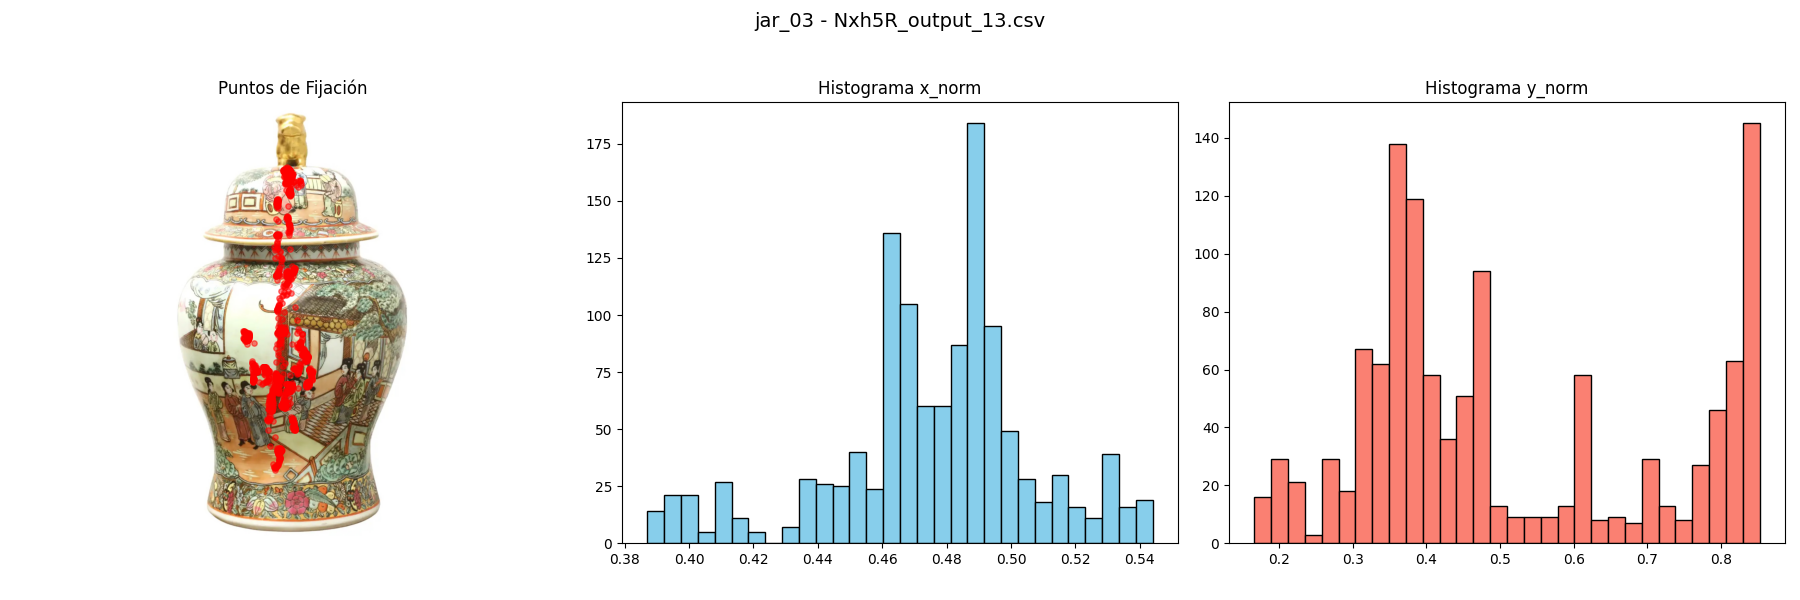 jar_03 - Nxh5R_output_13.csv
Puntos de Fijación
Histograma x_norm
Histograma y_norm
175
150
125
100
75
50
25
0
0.38 0.40 0.42 0.44 0.46 0.48 0.50 0.52 0.54
140
120
100
80
60
40
20
0
0.2 0.3 0.4 0.5 0.6 0.7 0.8